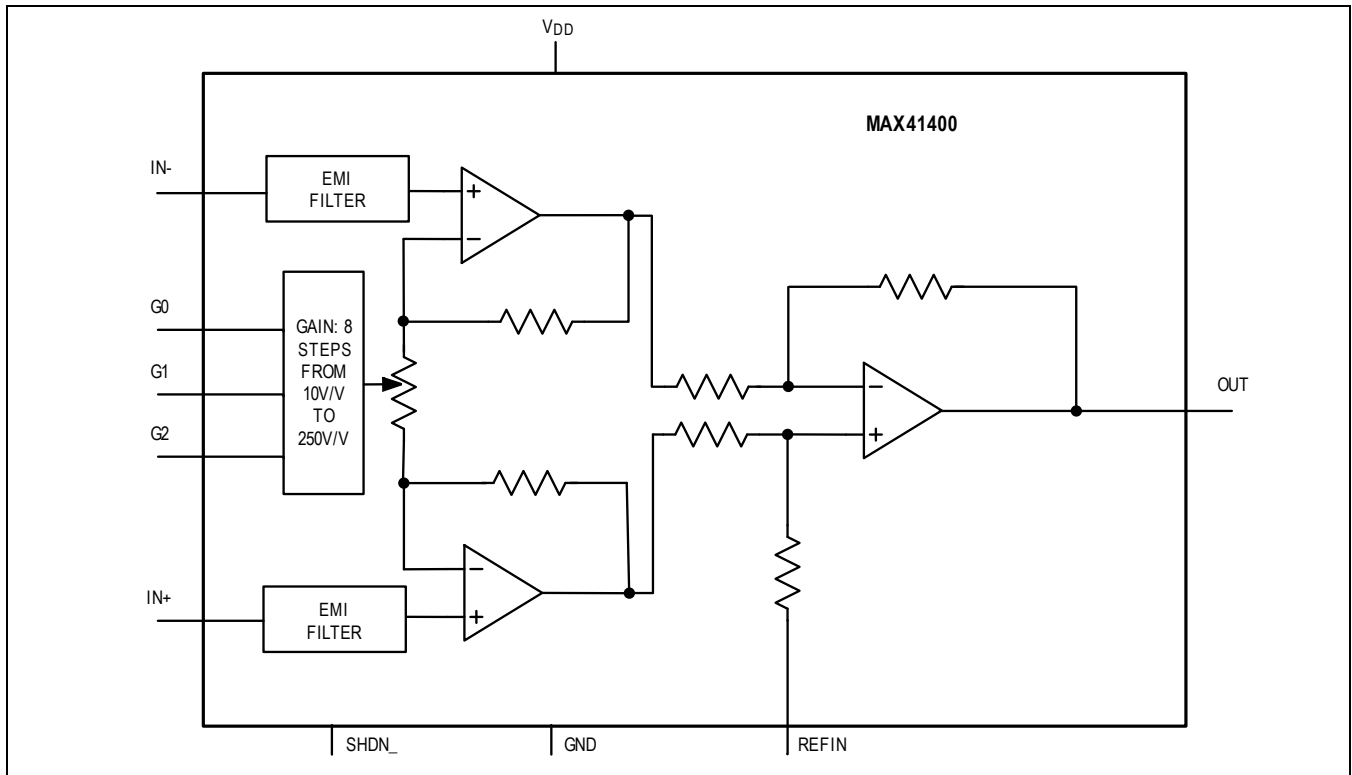 VDD
MAX41400
IN-
EMI
FILTER
+
−
G0
G1
G2
GAIN: 8
STEPS
FROM
10V/V
TO
250V/V
−
+
OUT
−
+
IN+
EMI
FILTER
SHDN_
GND
REFIN